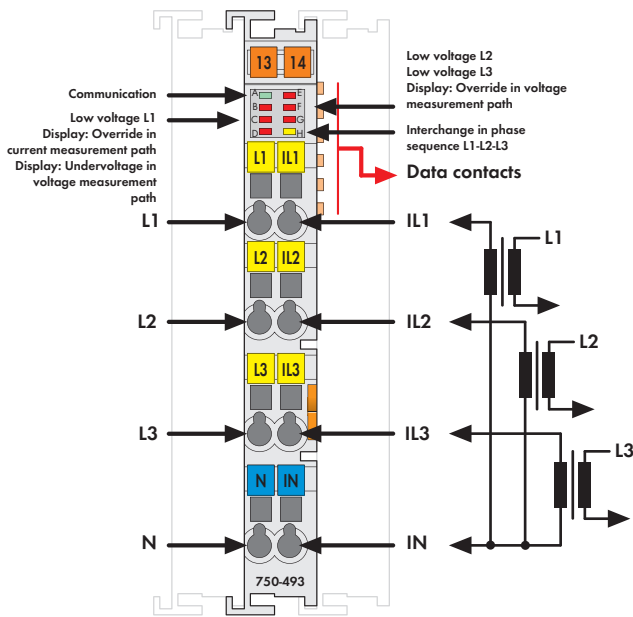 13 14
Communication
Low voltage L1
Display: Override in
current measurement path
Display: Undervoltage in
voltage measurement
path
A E
B F
C G
D H
Low voltage L2
Low voltage L3
Display: Override in voltage
measurement path
Interchange in phase
sequence L1-L2-L3
Data contacts
L1 IL1
L1 IL1
L1
L2 IL2
L2 IL2
L2
L3 IL3
L3 IL3
L3
N IN
N IN
750-493